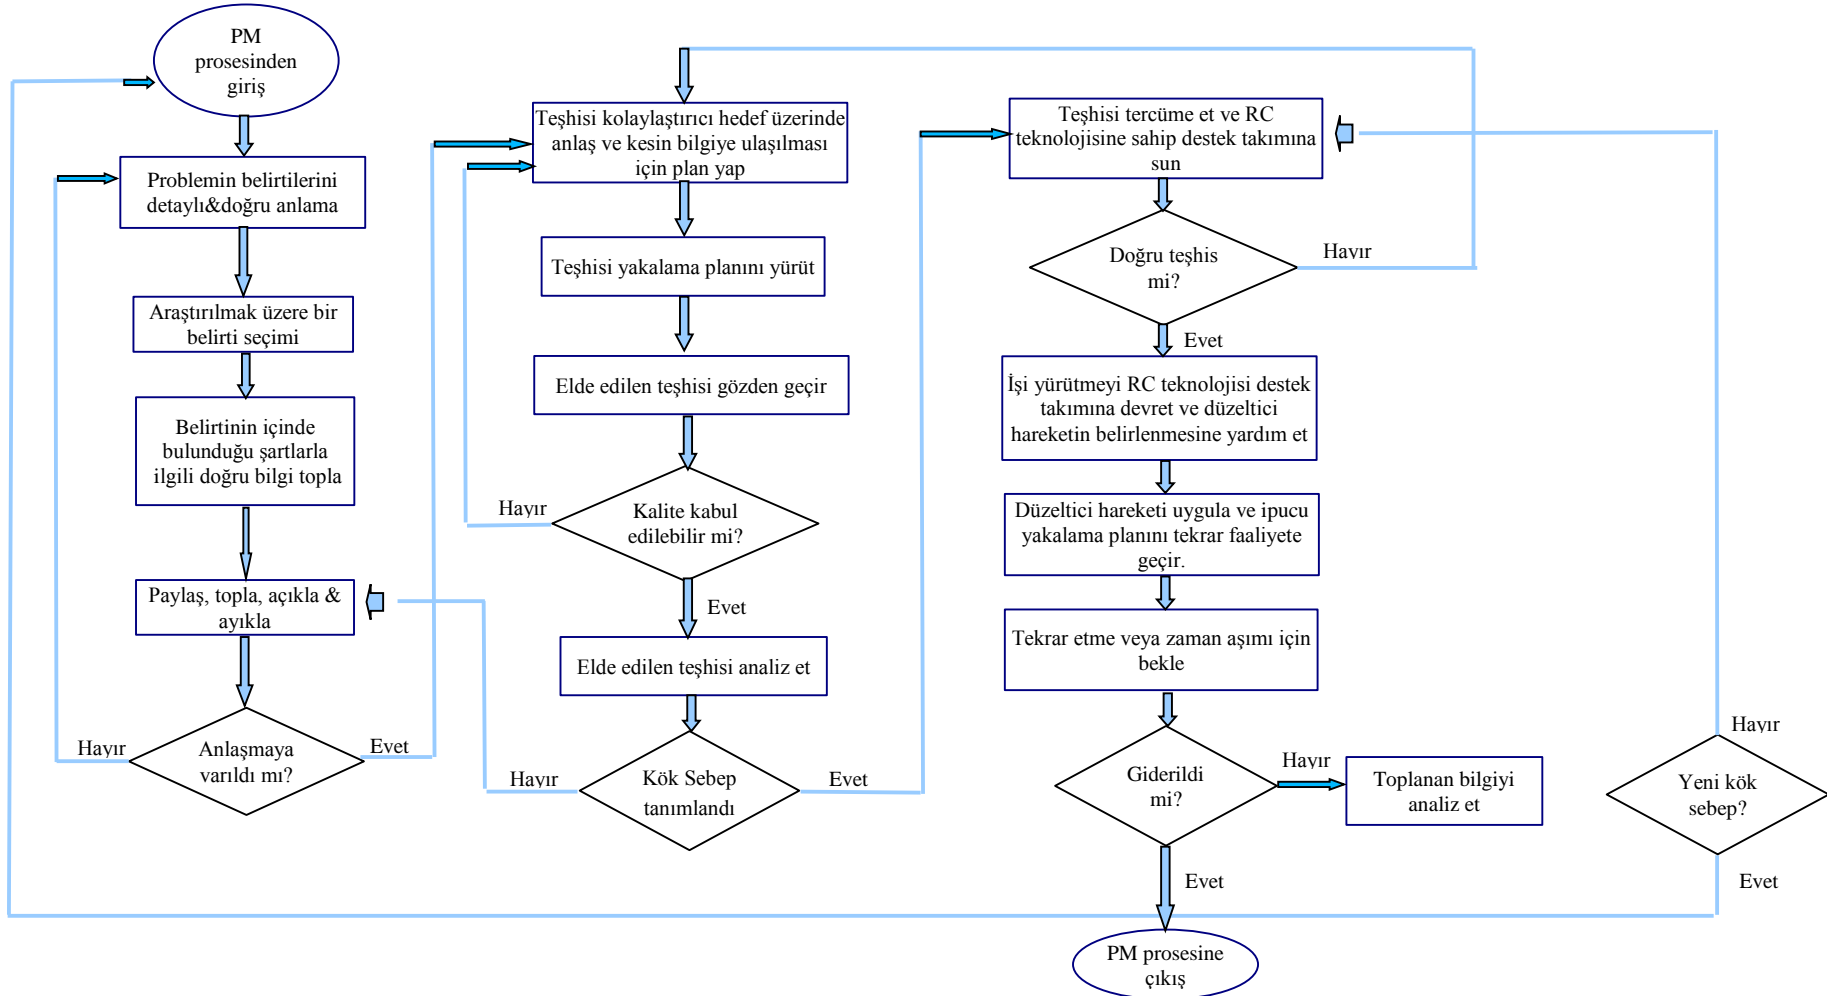 PM
prosesinden
giriş
Problemin belirtilerini
detaylı&doğru anlama
Araştırılmak üzere bir
belirti seçimi
Belirtinin içinde
bulunduğu şartlarla
ilgili doğru bilgi topla
Paylaş, topla, açıkla &
ayıkla
Hayır
Anlaşmaya
varıldı mı?
Evet
Teşhisi kolaylaştırıcı hedef üzerinde
anlaş ve kesin bilgiye ulaşılması
için plan yap
Teşhisi yakalama planını yürüt
Elde edilen teşhisi gözden geçir
Hayır
Kalite kabul
edilebilir mi?
Evet
Elde edilen teşhisi analiz et
Hayır
Kök Sebep
tanımlandı
Evet
Teşhisi tercüme et ve RC
teknolojisine sahip destek takımına
sun
Doğru teşhis
mi?
Hayır
Evet
İşi yürütmeyi RC teknolojisi destek
takımına devret ve düzeltici
hareketin belirlenmesine yardım et
Düzeltici hareketi uygula ve ipucu
yakalama planını tekrar faaliyete
geçir.
Tekrar etme veya zaman aşımı için
bekle
Giderildi
mi?
Hayır
Toplanan bilgiyi
analiz et
Evet
PM prosesine
çıkış
Hayır
Yeni kök
sebep?
Evet